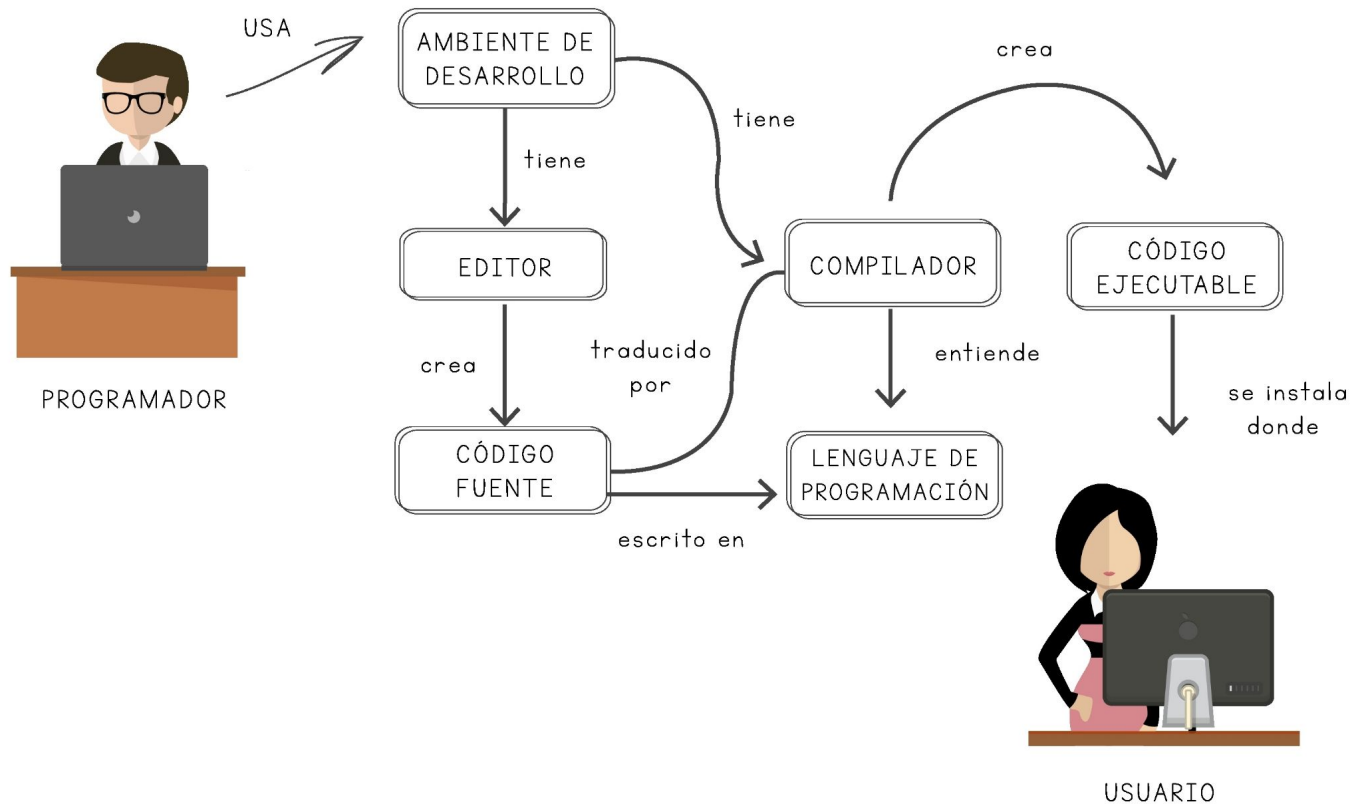 USA
AMBIENTE DE
DESARROLLO
crea
tiene
tiene
EDITOR
COMPILADOR
CÓDIGO
EJECUTABLE
crea
traducido
por
entiende
se instala
donde
PROGRAMADOR
CÓDIGO
FUENTE
LENGUAJE DE
PROGRAMACIÓN
escrito en
USUARIO